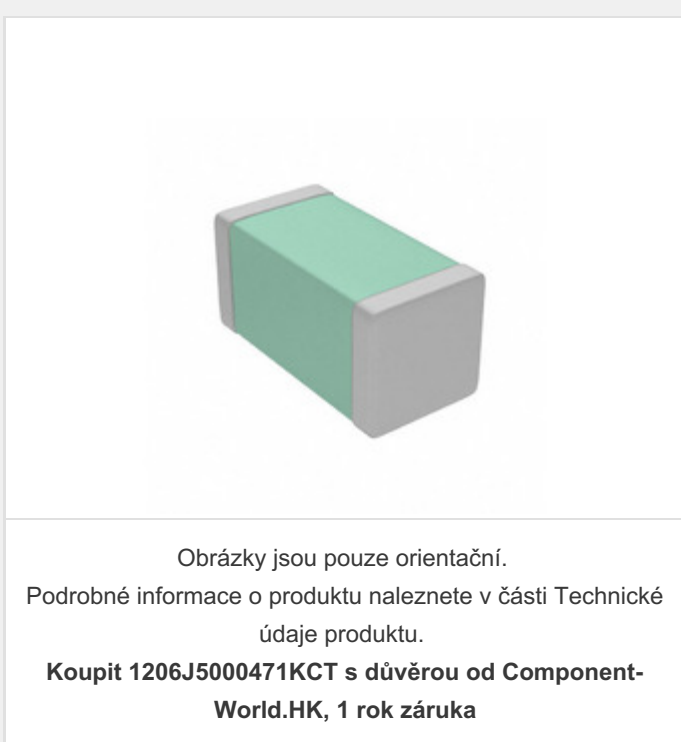 Obrázky jsou pouze orientační.
Podrobné informace o produktu naleznete v části Technické
údaje produktu.
Koupit 1206J5000471KCT s důvěrou od Component-
World.HK, 1 rok záruka